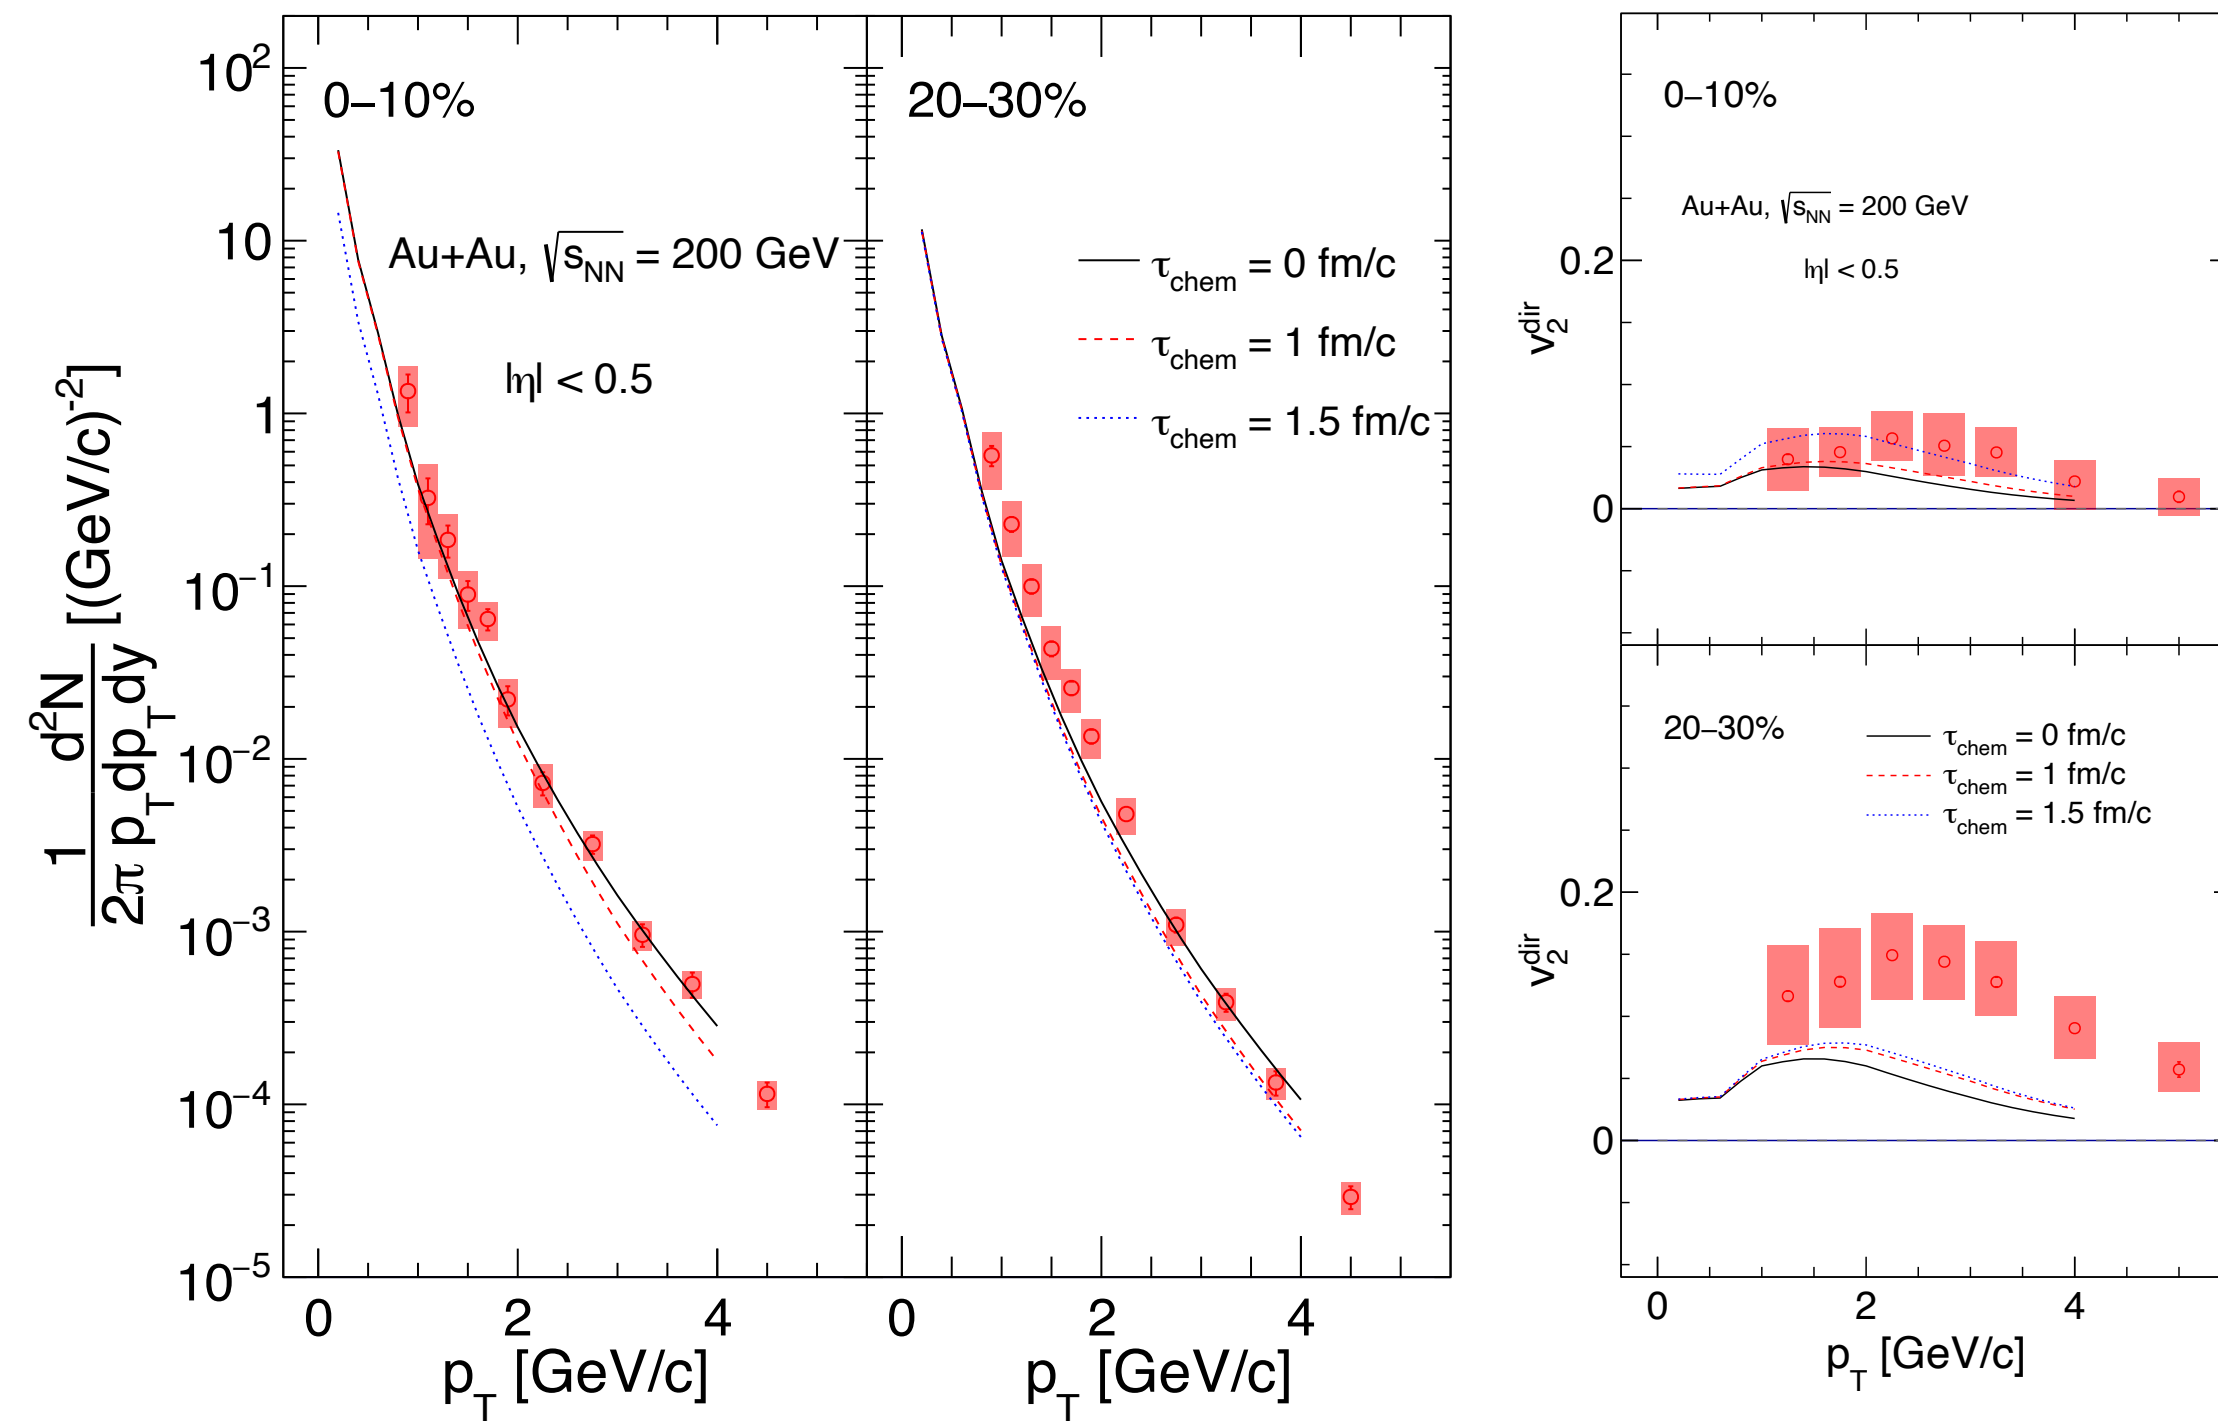 1/(2π p_T dp_T dy) d²N [(GeV/c)⁻²]
10²
10
1
10⁻¹
10⁻²
10⁻³
10⁻⁴
10⁻⁵
0–10%
Au+Au, √s_NN = 200 GeV
|η| < 0.5
0 2 4
p_T [GeV/c]
20–30%
τ_chem = 0 fm/c
τ_chem = 1 fm/c
τ_chem = 1.5 fm/c
0 2 4
p_T [GeV/c]
0–10%
Au+Au, √s_NN = 200 GeV
|η| < 0.5
v₂^dir
0.2
0
20–30%
τ_chem = 0 fm/c
τ_chem = 1 fm/c
τ_chem = 1.5 fm/c
v₂^dir
0.2
0
0 2 4
p_T [GeV/c]